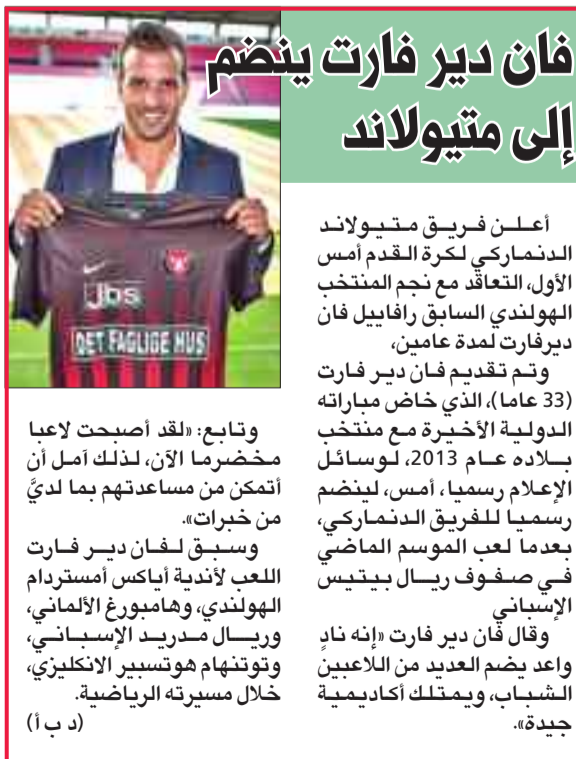 فان دير فارت ينضم
إلى متيولاند
JBS
DET FAGLIGE HUS
أعلن فريق متيولاند
الدنماركي لكرة القدم أمس
الأول، التعاقد مع نجم المنتخب
الهولندي السابق رافاييل فان
ديرفارت لمدة عامين،
وتم تقديم فان دير فارت
(33 عاما)، الذي خاض مباراته
الدولية الأخيرة مع منتخب
بلاده عام 2013، لوسائل
الإعلام رسميا، أمس، لينضم
رسميا للفريق الدنماركي،
بعدما لعب الموسم الماضي
في صفوف ريال بيتيس
الإسباني
وقال فان دير فارت «إنه نادٍ
واعد يضم العديد من اللاعبين
الشباب، ويمتلك أكاديمية
جيدة».
وتابع: «لقد أصبحت لاعبا
مخضرما الآن، لذلك آمل أن
أتمكن من مساعدتهم بما لديَّ
من خبرات».
وسبق لفان دير فارت
اللعب لأندية أياكس أمستردام
الهولندي، وهامبورغ الألماني،
وريال مدريد الإسباني،
وتوتنهام هوتسبير الانكليزي،
خلال مسيرته الرياضية.
(د ب أ)